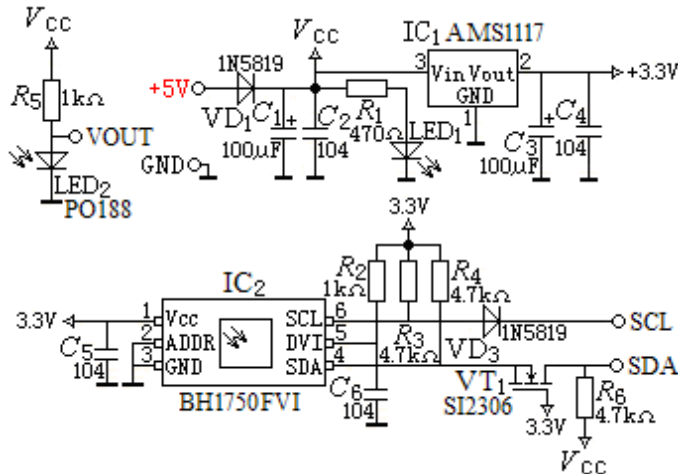 VCC
R5
1kΩ
VOUT
LED2
PO188
VCC
IC1 AMS1117
1N5819
+5V
VD1
C1
+
100μF
C2
104
R1
470Ω
LED1
3
Vin Vout
2
GND
1
+3.3V
C3
+
100μF
C4
104
GND
3.3V
IC2
R2
1kΩ
R3
4.7kΩ
R4
4.7kΩ
3.3V
1
Vcc
SCL
6
2
ADDR
DVI
5
3
GND
SDA
4
C5
104
BH1750FVI
C6
104
1N5819
VD3
SCL
SDA
VT1
SI2306
3.3V
R6
4.7kΩ
VCC